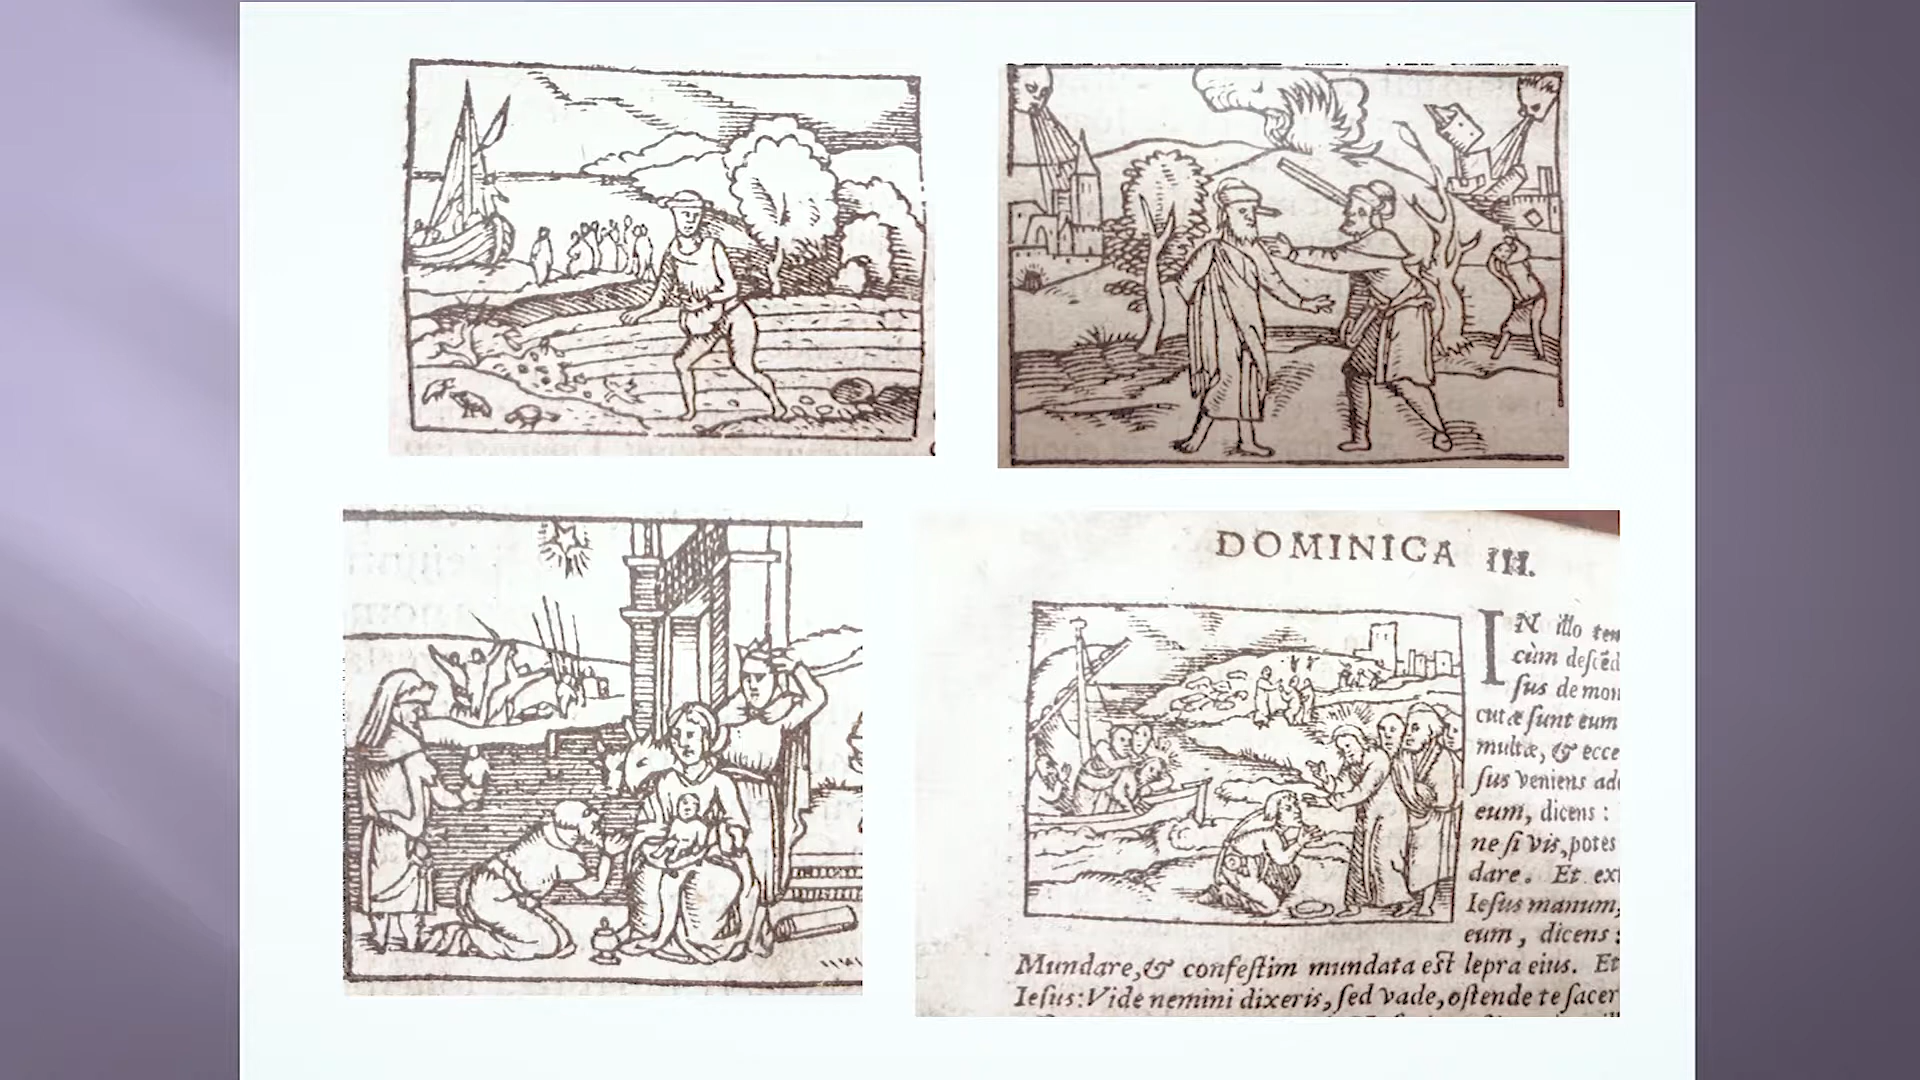 DOMINICA III.
IN illo tem
cùm descẽd
sus de mon
cutæ sunt eum
multæ, & ecce
sus veniens ad
eum, dicens:
ne si vis, potes
dare. Et ex
Iesus manum,
eum, dicens:
Mundare, & confestim mundata est lepra eius. Et
Iesus: Vide nemini dixeris, sed vade, ostende te sacer